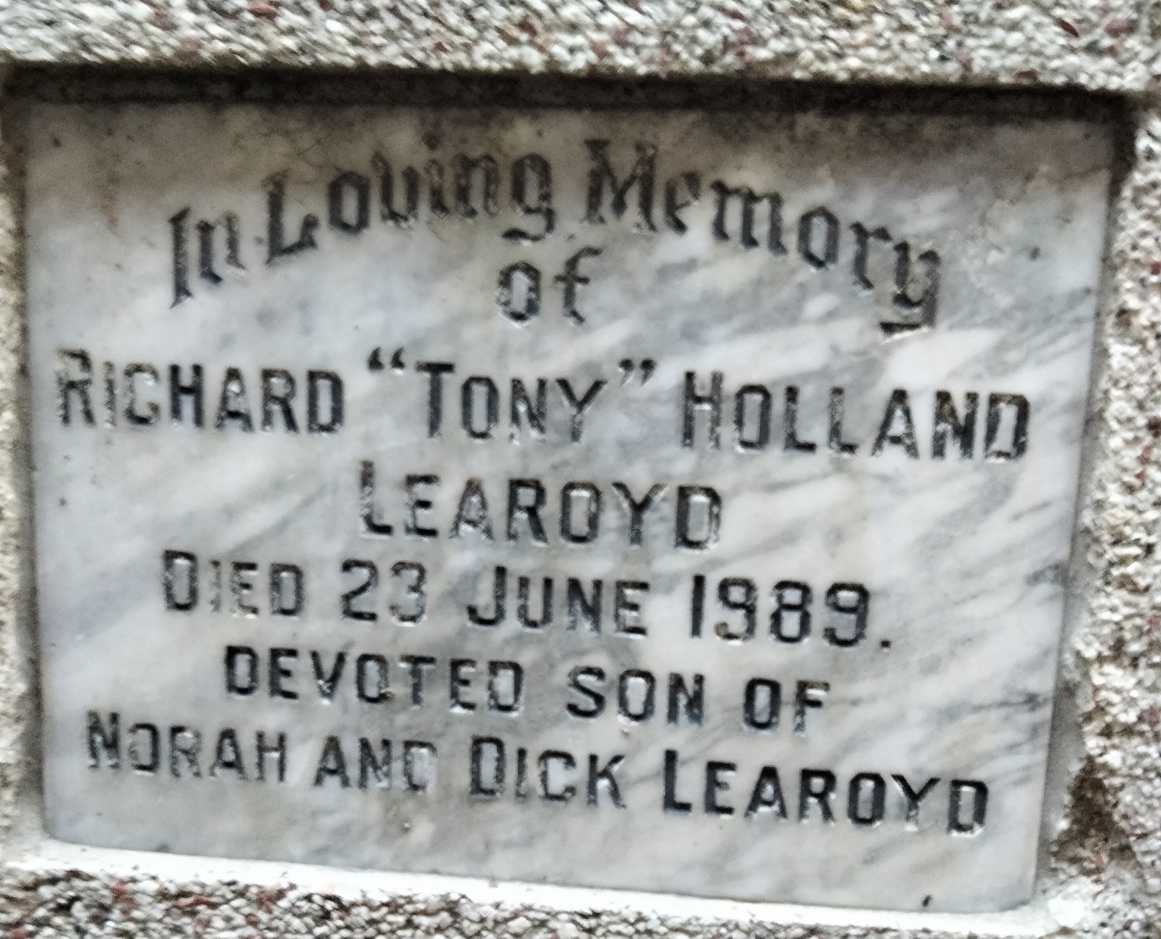 In Loving Memory
of
RICHARD “TONY” HOLLAND
LEAROYD
DIED 23 JUNE 1989.
DEVOTED SON OF
NORAH AND DICK LEAROYD